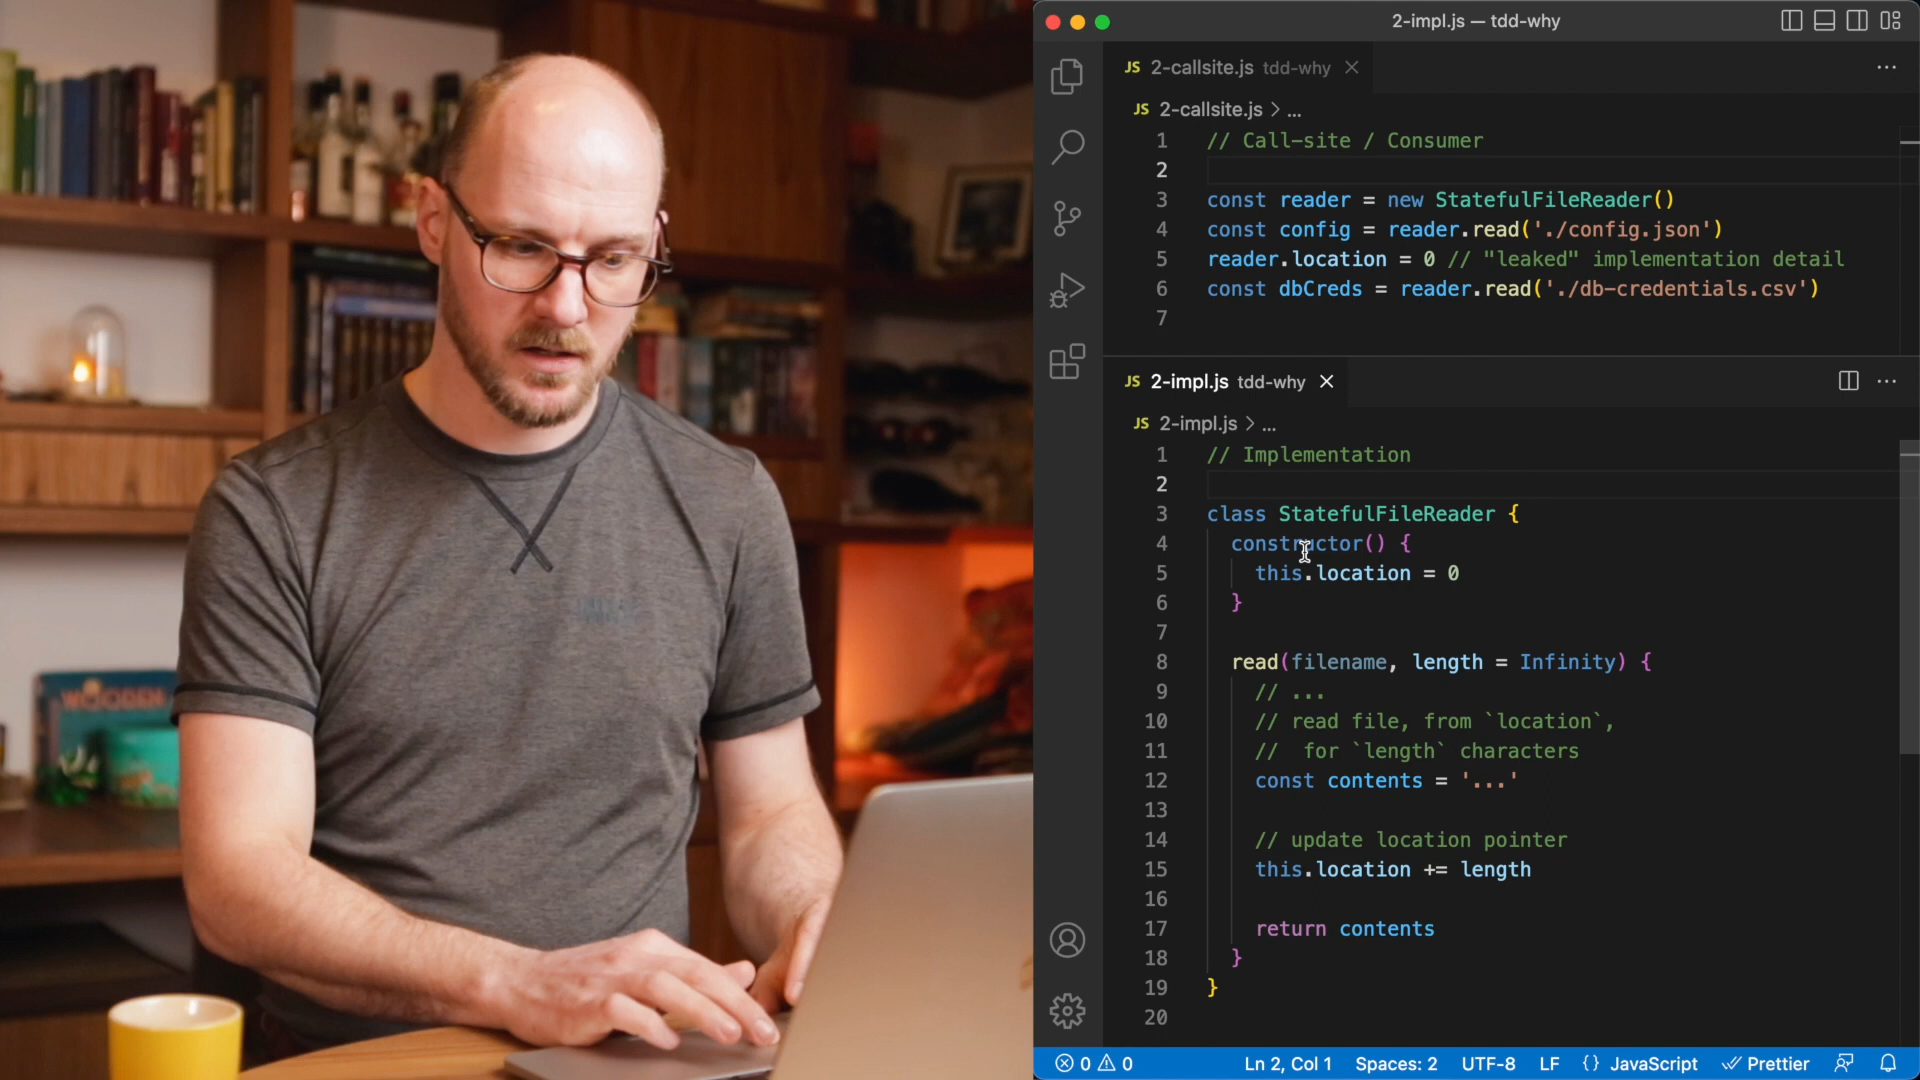 2-impl.js — tdd-why
JS 2-callsite.js tdd-why
JS 2-callsite.js > ...
1 // Call-site / Consumer
2
3 const reader = new StatefulFileReader()
4 const config = reader.read('./config.json')
5 reader.location = 0 // "leaked" implementation detail
6 const dbCreds = reader.read('./db-credentials.csv')
7
JS 2-impl.js tdd-why
JS 2-impl.js > ...
1 // Implementation
2
3 class StatefulFileReader {
4 constructor() {
5 this.location = 0
6 }
7
8 read(filename, length = Infinity) {
9 // ...
10 // read file, from `location`,
11 // for `length` characters
12 const contents = '...'
13
14 // update location pointer
15 this.location += length
16
17 return contents
18 }
19 }
20
0 0 Ln 2, Col 1 Spaces: 2 UTF-8 LF {} JavaScript Prettier
WOODEN